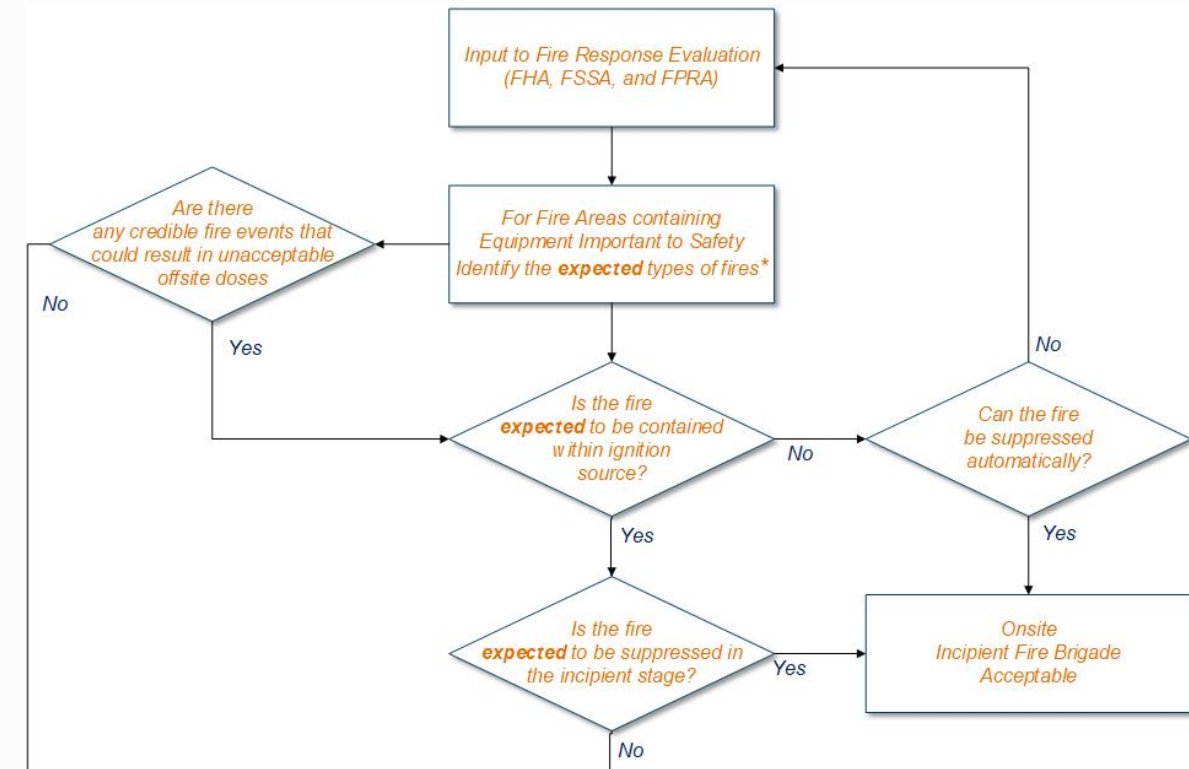 Input to Fire Response Evaluation
(FHA, FSSA, and FPRA)
Are there
any credible fire events that
could result in unacceptable
offsite doses
For Fire Areas containing
Equipment Important to Safety
Identify the expected types of fires*
No
Yes
No
Is the fire
expected to be contained
within ignition
source?
No
Can the fire
be suppressed
automatically?
Yes
Yes
Is the fire
expected to be suppressed in
the incipient stage?
Yes
Onsite
Incipient Fire Brigade
Acceptable
No